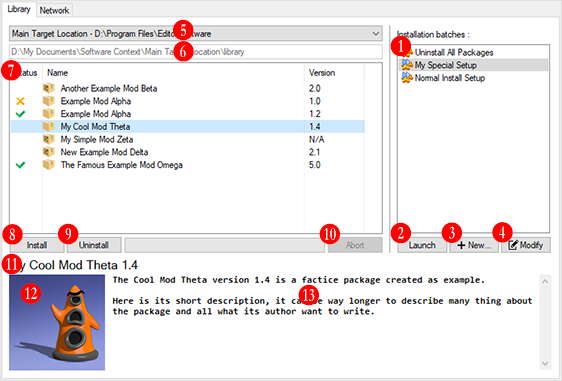 Library Network
Main Target Location - D:\Program Files\Edito 5 ware
D:\My Documents\Software Context\Main Ta 6 ocation\library
7 tatus Name Version
Another Example Mod Beta 2.0
Example Mod Alpha 1.0
Example Mod Alpha 1.2
My Cool Mod Theta 1.4
My Simple Mod Zeta N/A
New Example Mod Delta 2.1
The Famous Example Mod Omega 5.0
8 Install 9 Uninstall 10 Abort
Installation batches :
1 Uninstall All Packages
My Special Setup
Normal Install Setup
2 Launch 3 New... 4 Modify
11 y Cool Mod Theta 1.4
12
The Cool Mod Theta version 1.4 is a factice package created as example.
Here is its short description, it ca 13 e way longer to describe many thing about
the package and all what its author want to write.